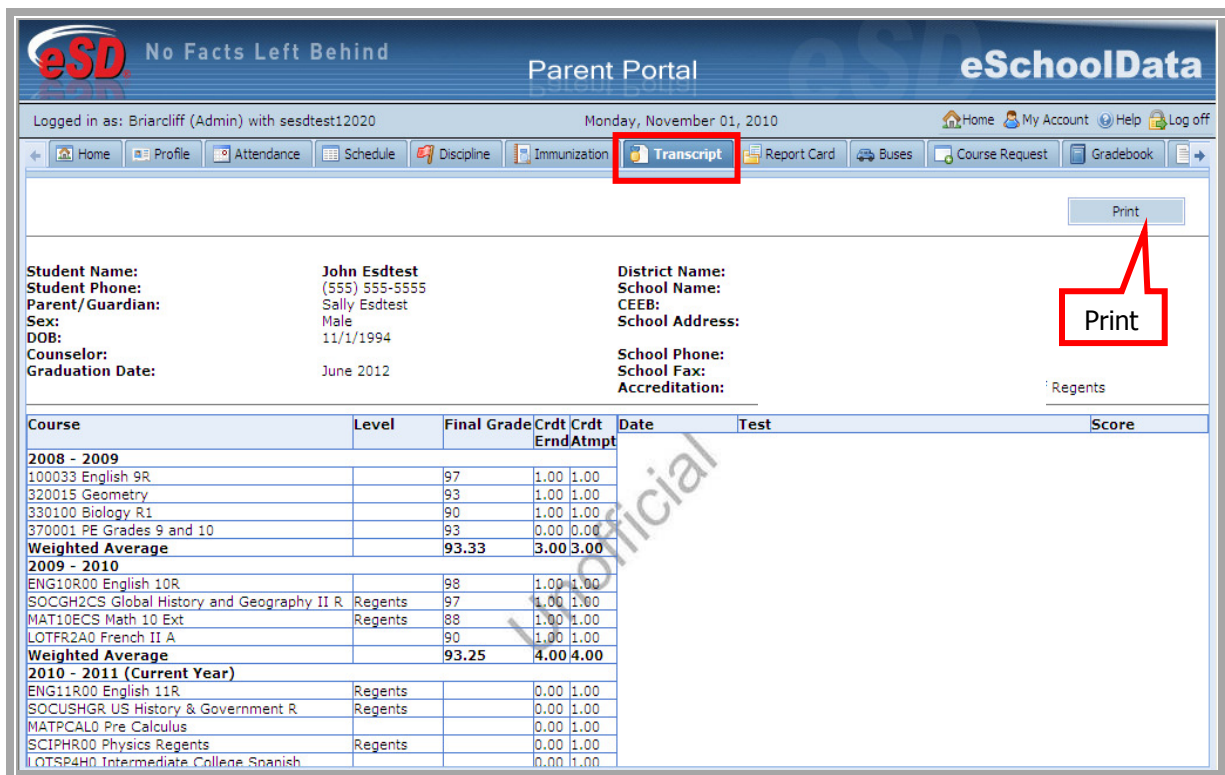 eSD No Facts Left Behind Parent Portal eSchoolData
Logged in as: Briarcliff (Admin) with sesdtest12020 Monday, November 01, 2010 Home My Account Help Log off
Home Profile Attendance Schedule Discipline Immunization Transcript Report Card Buses Course Request Gradebook
Print
Print
Student Name: John Esdtest District Name:
Student Phone: (555) 555-5555 School Name:
Parent/Guardian: Sally Esdtest CEEB:
Sex: Male School Address:
DOB: 11/1/1994
Counselor: School Phone:
Graduation Date: June 2012 School Fax:
Accreditation: Regents
Course Level Final Grade Crdt Ernd Crdt Atmpt Date Test Score
2008 - 2009
100033 English 9R 97 1.00 1.00
320015 Geometry 93 1.00 1.00
330100 Biology R1 90 1.00 1.00
370001 PE Grades 9 and 10 93 0.00 0.00
Weighted Average 93.33 3.00 3.00
2009 - 2010
ENG10R00 English 10R 98 1.00 1.00
SOCGH2CS Global History and Geography II R Regents 97 1.00 1.00
MAT10ECS Math 10 Ext Regents 88 1.00 1.00
LOTFR2A0 French II A 90 1.00 1.00
Weighted Average 93.25 4.00 4.00
2010 - 2011 (Current Year)
ENG11R00 English 11R Regents 0.00 1.00
SOCUSHGR US History & Government R Regents 0.00 1.00
MATPCAL0 Pre Calculus 0.00 1.00
SCIPHR00 Physics Regents Regents 0.00 1.00
LOTSP4H0 Intermediate College Spanish 0.00 1.00
Unofficial